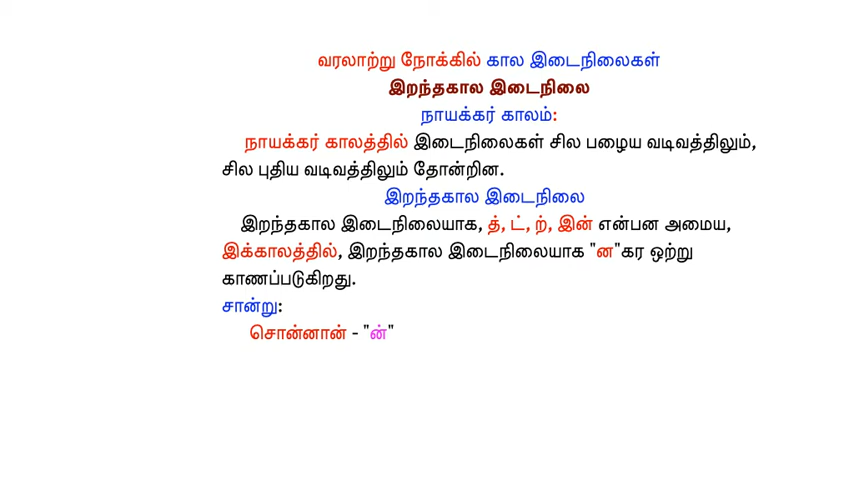 வரலாற்று நோக்கில் கால இடைநிலைகள்
இறந்தகால இடைநிலை
நாயக்கர் காலம்:
நாயக்கர் காலத்தில் இடைநிலைகள் சில பழைய வடிவத்திலும்,
சில புதிய வடிவத்திலும் தோன்றின.
இறந்தகால இடைநிலை
இறந்தகால இடைநிலையாக, த், ட், ற், இன் என்பன அமைய,
இக்காலத்தில், இறந்தகால இடைநிலையாக "ன"கர ஒற்று
காணப்படுகிறது.
சான்று:
சொன்னான் - "ன்"